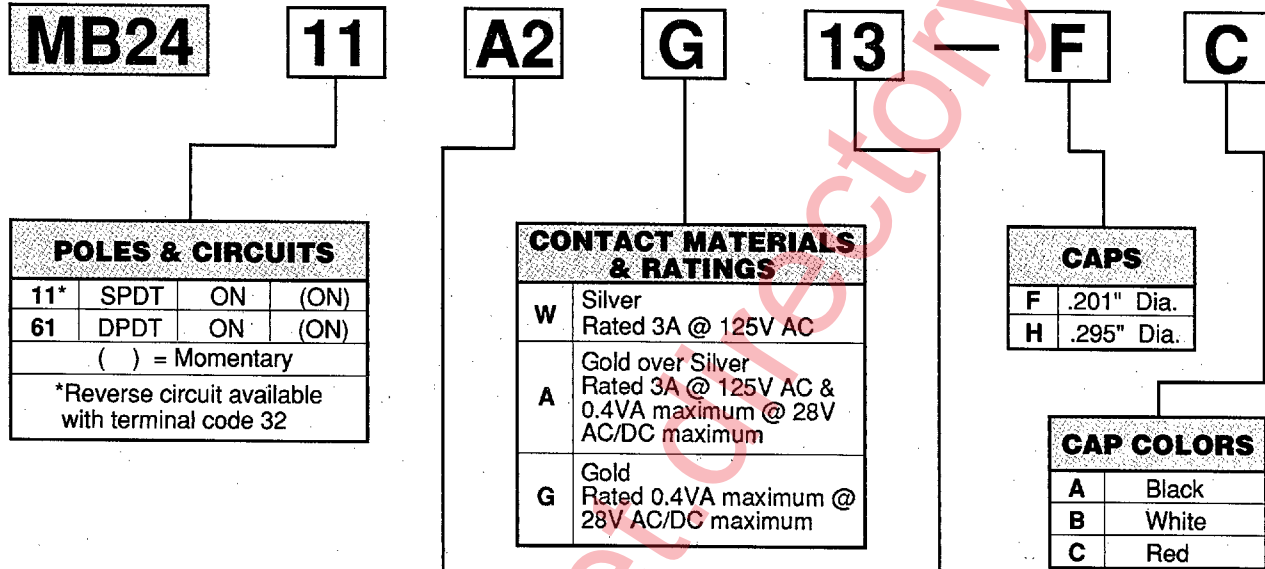 MB24 11 A2 G 13 — F C
POLES & CIRCUITS
11* SPDT ON (ON)
61 DPDT ON (ON)
( ) = Momentary
*Reverse circuit available
with terminal code 32
CONTACT MATERIALS
& RATINGS
W Silver
Rated 3A @ 125V AC
A Gold over Silver
Rated 3A @ 125V AC &
0.4VA maximum @ 28V
AC/DC maximum
G Gold
Rated 0.4VA maximum @
28V AC/DC maximum
CAPS
F .201" Dia.
H .295" Dia.
CAP COLORS
A Black
B White
C Red
et.directory